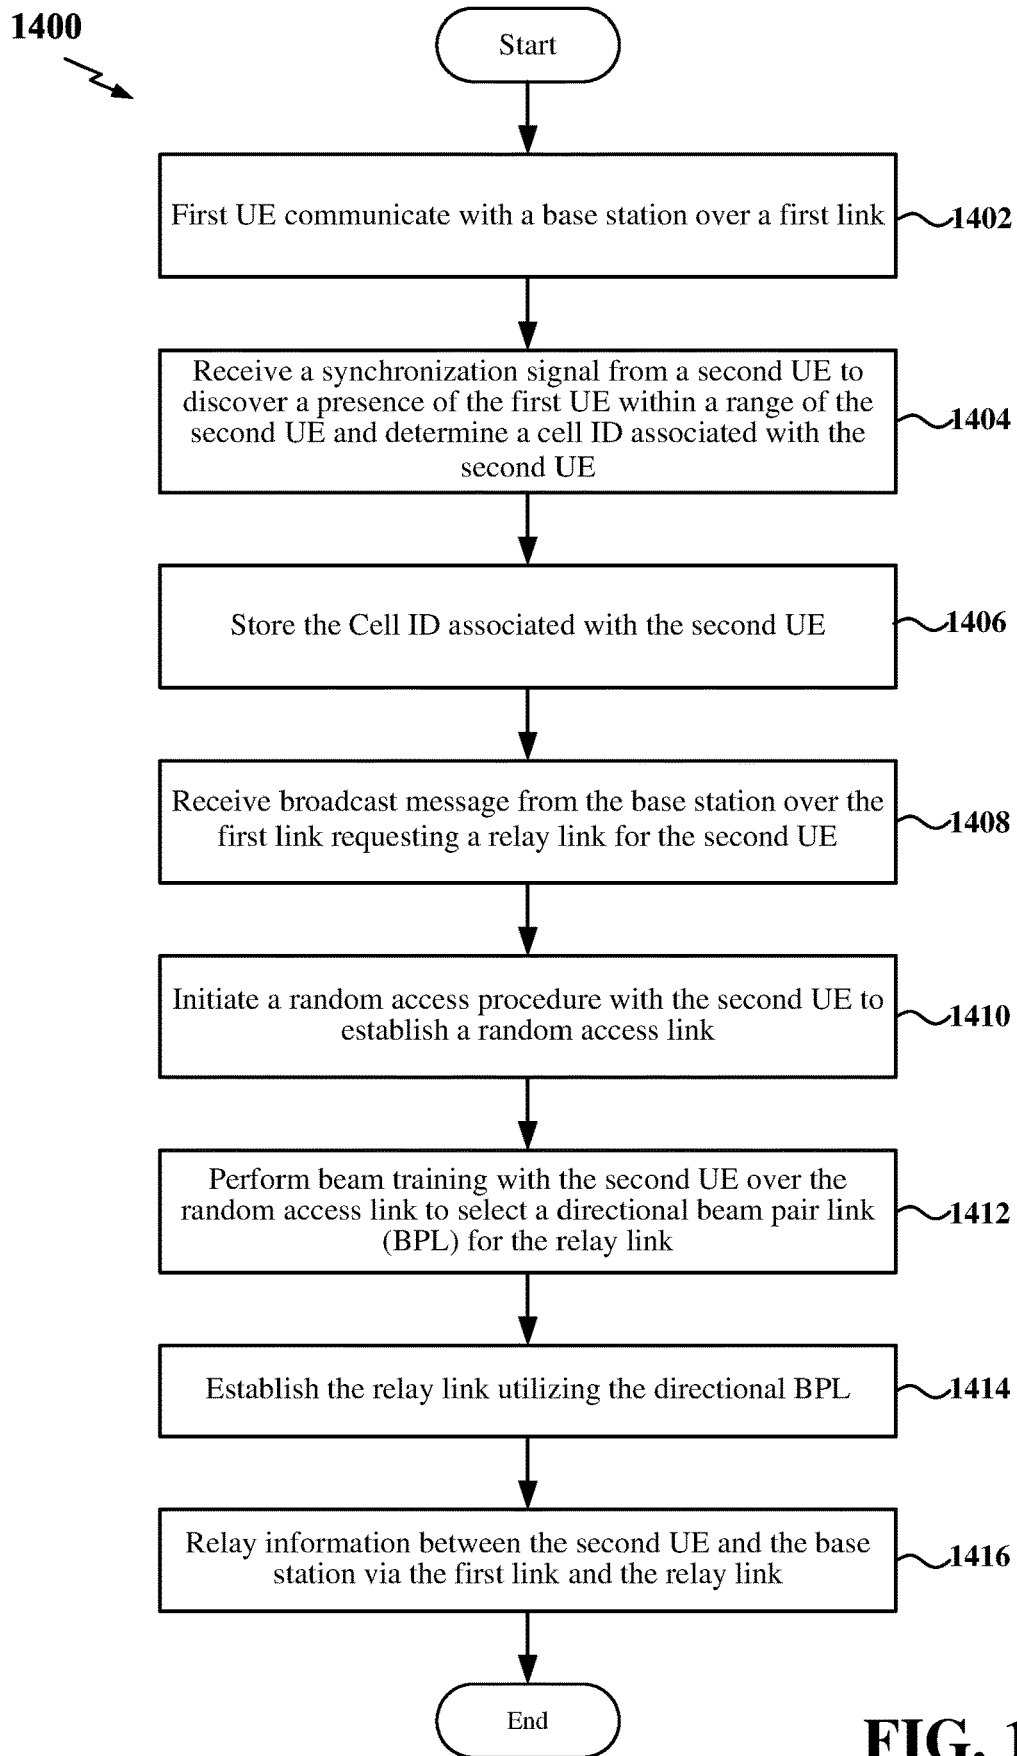 1400
Start
First UE communicate with a base station over a first link
1402
Receive a synchronization signal from a second UE to
discover a presence of the first UE within a range of the
second UE and determine a cell ID associated with the
second UE
1404
Store the Cell ID associated with the second UE
1406
Receive broadcast message from the base station over the
first link requesting a relay link for the second UE
1408
Initiate a random access procedure with the second UE to
establish a random access link
1410
Perform beam training with the second UE over the
random access link to select a directional beam pair link
(BPL) for the relay link
1412
Establish the relay link utilizing the directional BPL
1414
Relay information between the second UE and the base
station via the first link and the relay link
1416
End
FIG. 1